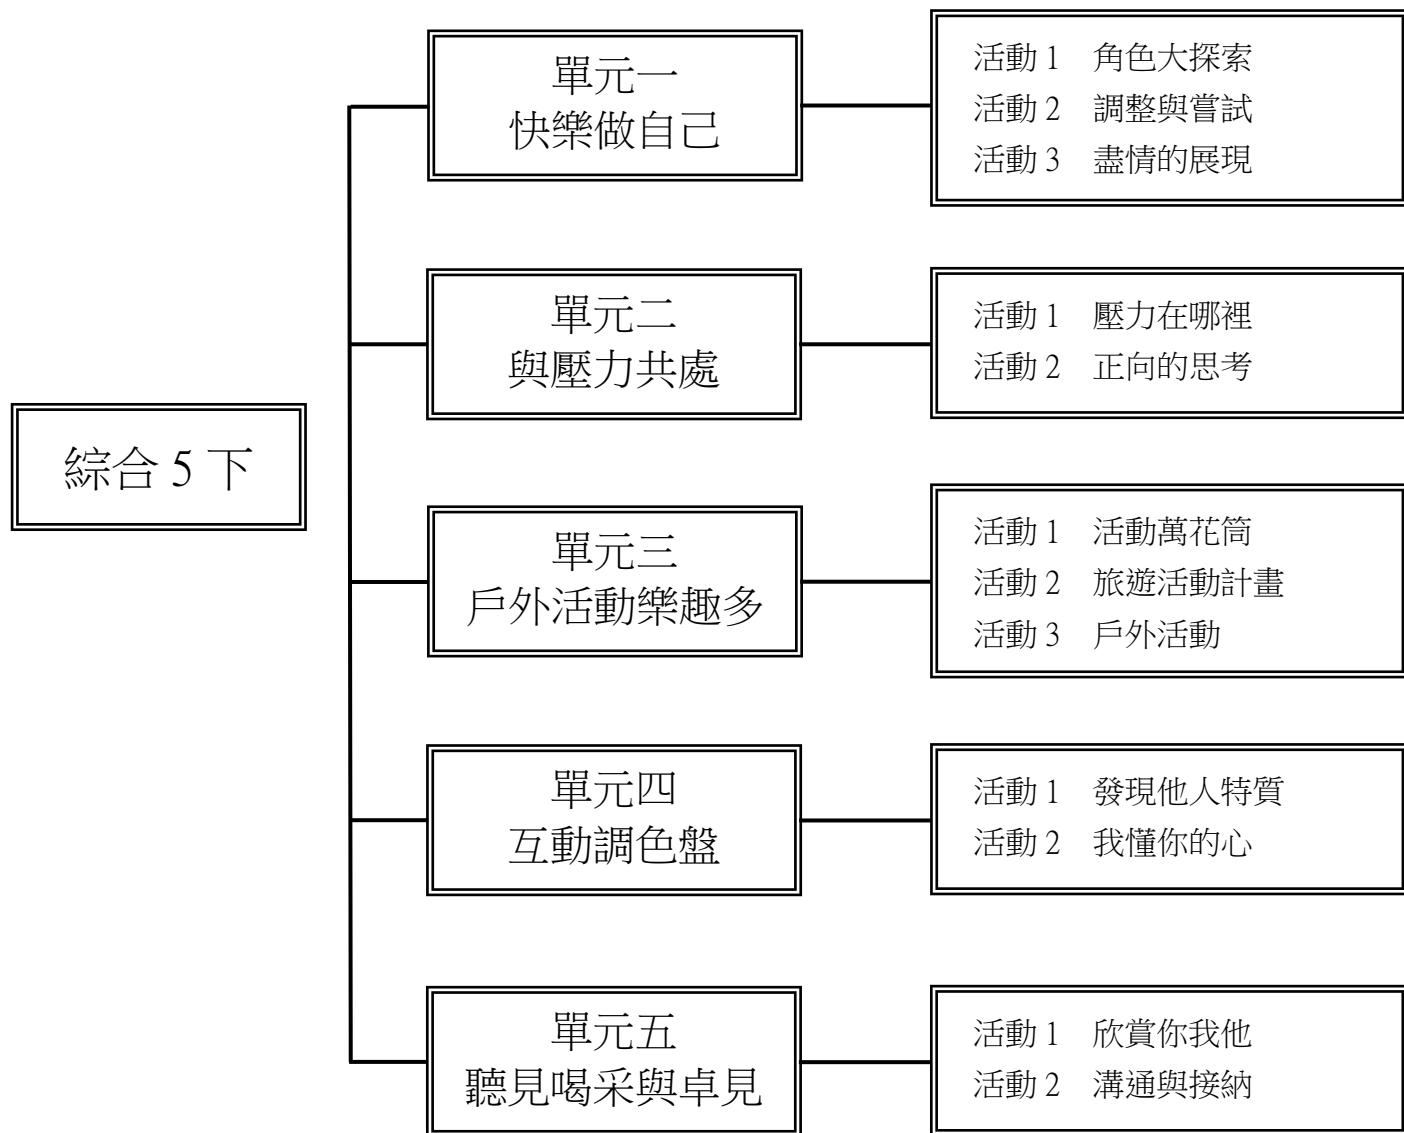 綜合 5 下
單元一
快樂做自己
活動 1 角色大探索
活動 2 調整與嘗試
活動 3 盡情的展現
單元二
與壓力共處
活動 1 壓力在哪裡
活動 2 正向的思考
單元三
戶外活動樂趣多
活動 1 活動萬花筒
活動 2 旅遊活動計畫
活動 3 戶外活動
單元四
互動調色盤
活動 1 發現他人特質
活動 2 我懂你的心
單元五
聽見喝采與卓見
活動 1 欣賞你我他
活動 2 溝通與接納